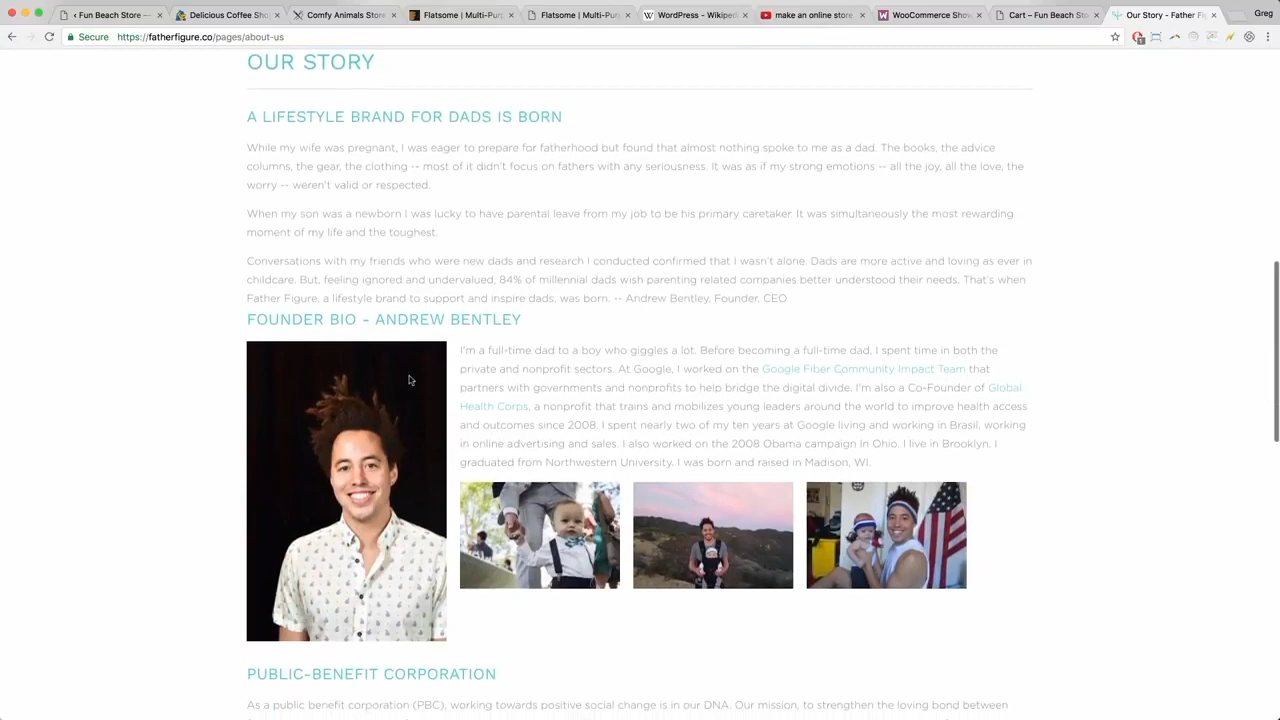 ‹ Fun Beach Store —
Delicious Coffee Sho
Comfy Animals Store
Flatsome | Multi-Purp
Flatsome | Multi-Purp
WordPress - Wikiped
make an online store
WooCommerce Show
Cart – Fun Beach Sto
Our Story - Father Fig
Greg
Secure https://fatherfigure.co/pages/about-us
OUR STORY
A LIFESTYLE BRAND FOR DADS IS BORN
While my wife was pregnant, I was eager to prepare for fatherhood but found that almost nothing spoke to me as a dad. The books, the advice
columns, the gear, the clothing -- most of it didn't focus on fathers with any seriousness. It was as if my strong emotions -- all the joy, all the love, the
worry -- weren't valid or respected.
When my son was a newborn I was lucky to have parental leave from my job to be his primary caretaker. It was simultaneously the most rewarding
moment of my life and the toughest.
Conversations with my friends who were new dads and research I conducted confirmed that I wasn't alone. Dads are more active and loving as ever in
childcare. But, feeling ignored and undervalued, 84% of millennial dads wish parenting related companies better understood their needs. That's when
Father Figure, a lifestyle brand to support and inspire dads, was born. -- Andrew Bentley, Founder, CEO
FOUNDER BIO - ANDREW BENTLEY
I'm a full-time dad to a boy who giggles a lot. Before becoming a full-time dad, I spent time in both the
private and nonprofit sectors. At Google, I worked on the Google Fiber Community Impact Team that
partners with governments and nonprofits to help bridge the digital divide. I'm also a Co-Founder of Global
Health Corps, a nonprofit that trains and mobilizes young leaders around the world to improve health access
and outcomes since 2008. I spent nearly two of my ten years at Google living and working in Brasil, working
in online advertising and sales. I also worked on the 2008 Obama campaign In Ohio. I live in Brooklyn. I
graduated from Northwestern University. I was born and raised in Madison, WI.
PUBLIC-BENEFIT CORPORATION
As a public benefit corporation (PBC), working towards positive social change is in our DNA. Our mission, to strengthen the loving bond between